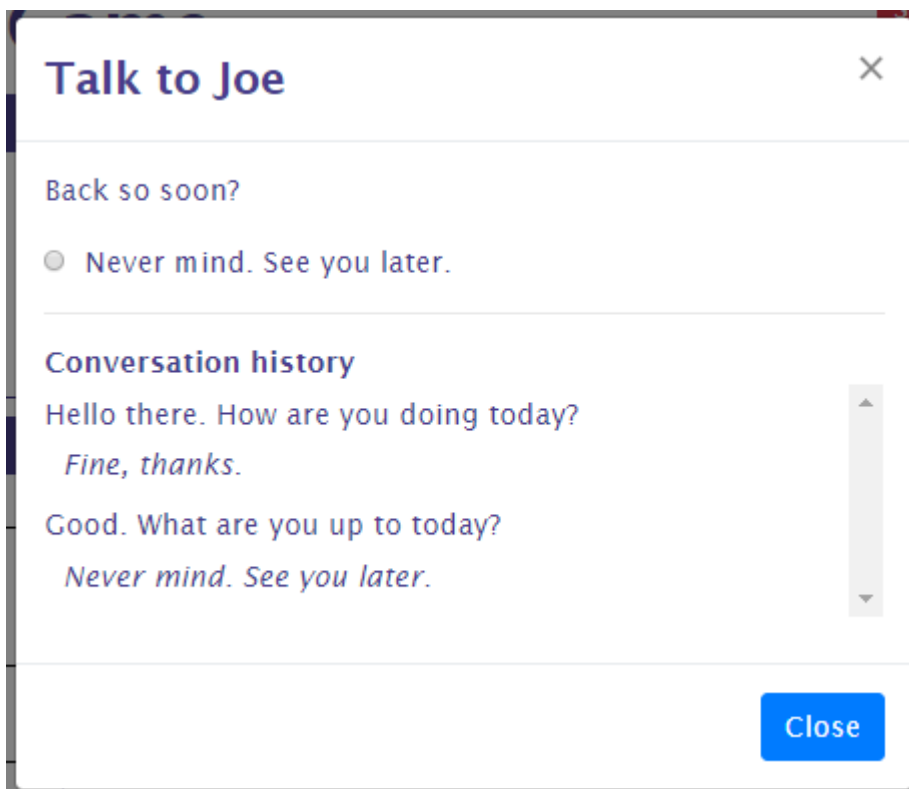 Talk to Joe
×
Back so soon?
Never mind. See you later.
Conversation history
Hello there. How are you doing today?
Fine, thanks.
Good. What are you up to today?
Never mind. See you later.
Close